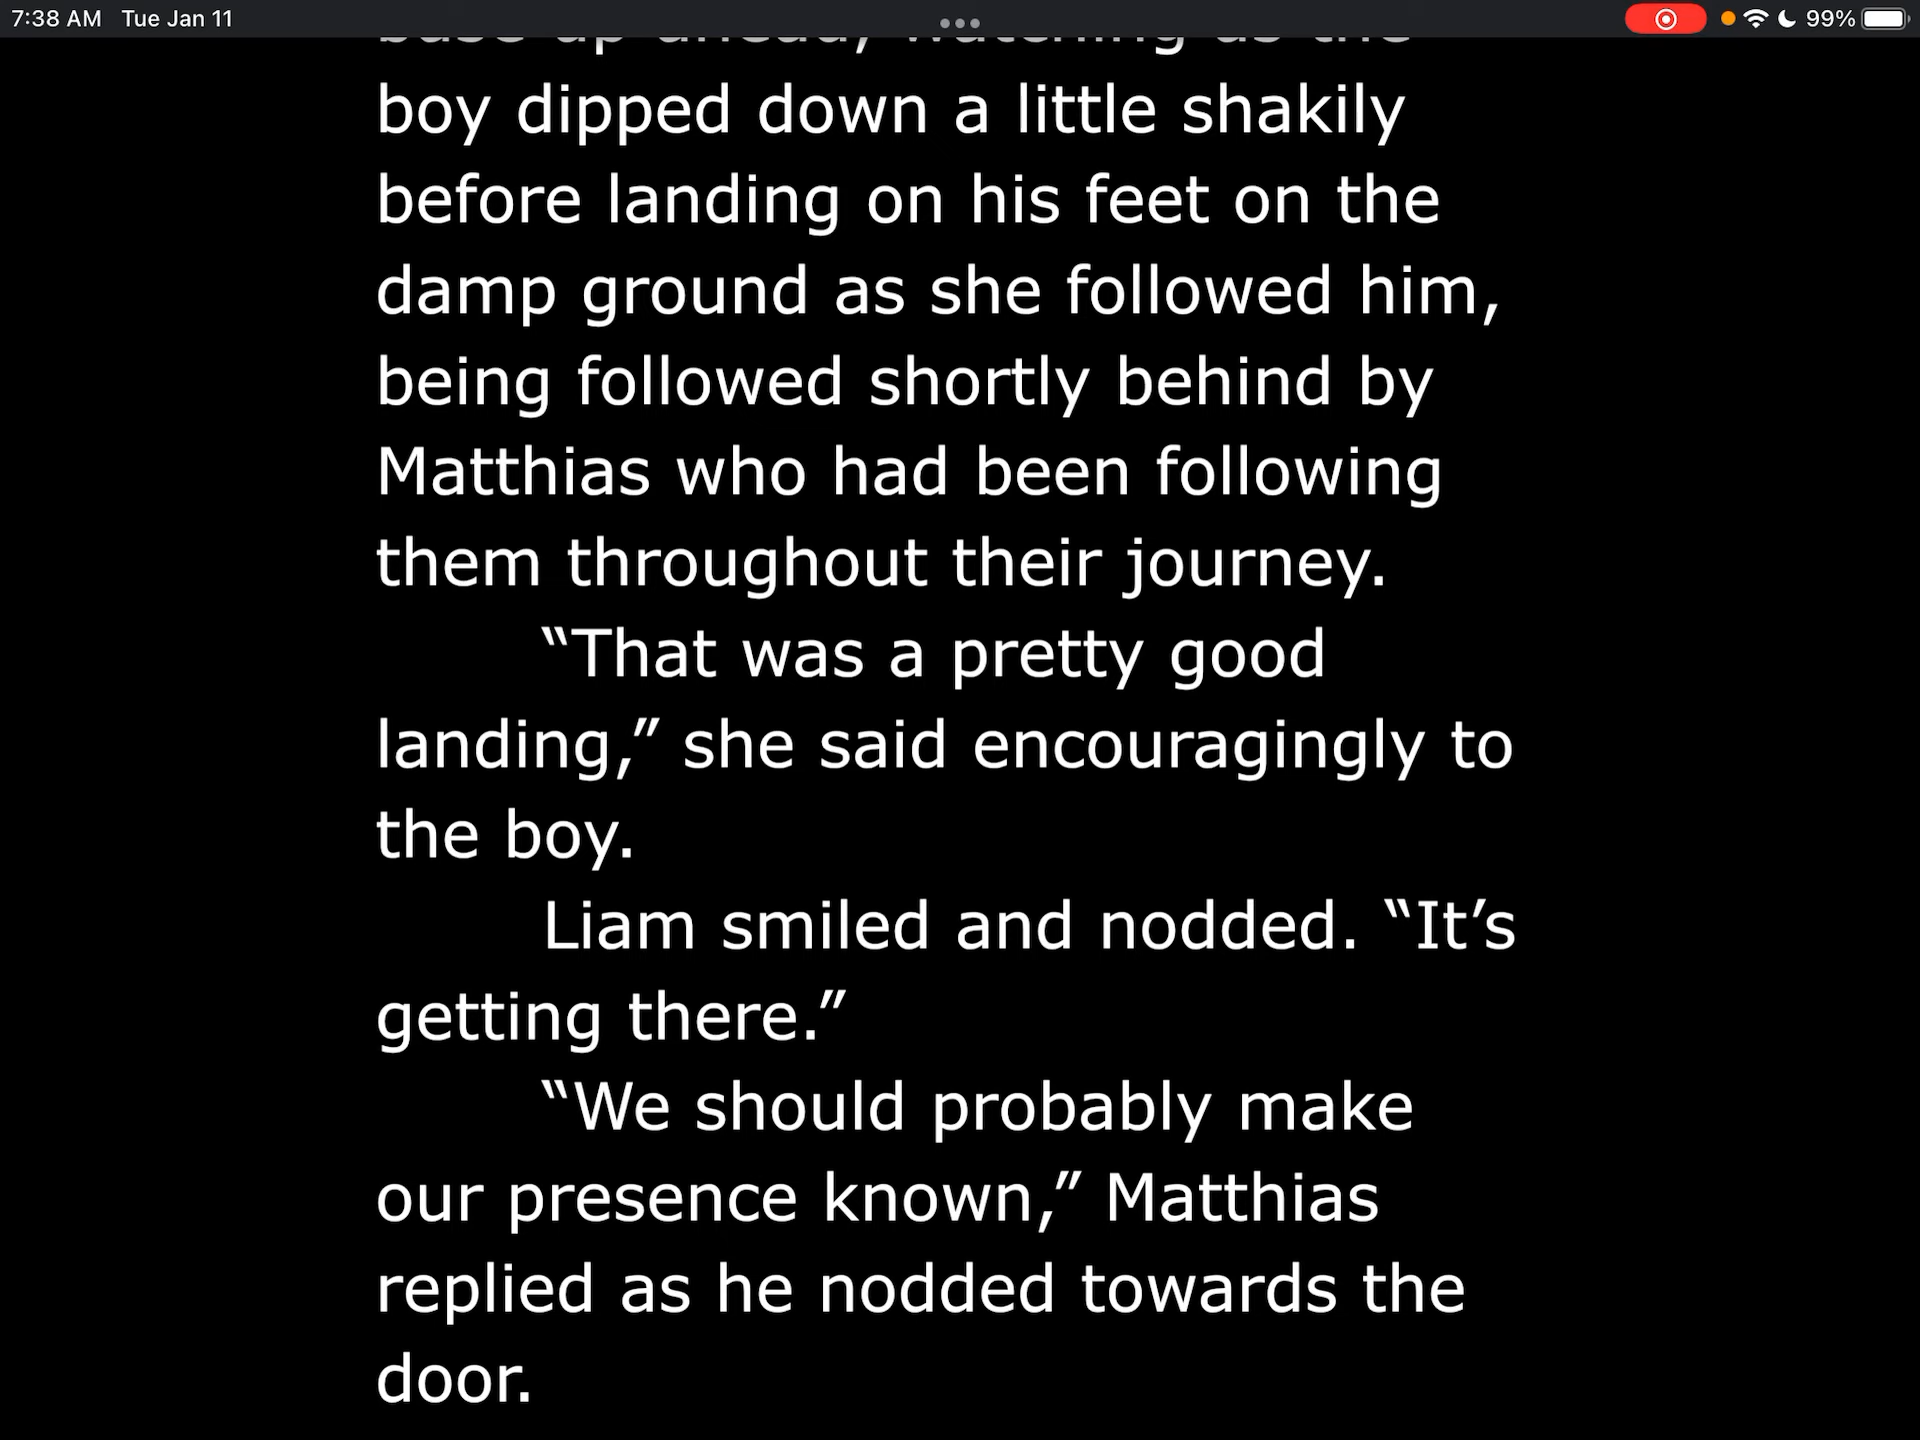 7:38 AM Tue Jan 11 99%
boy dipped down a little shakily
before landing on his feet on the
damp ground as she followed him,
being followed shortly behind by
Matthias who had been following
them throughout their journey.
“That was a pretty good
landing,” she said encouragingly to
the boy.
Liam smiled and nodded. “It’s
getting there.”
“We should probably make
our presence known,” Matthias
replied as he nodded towards the
door.